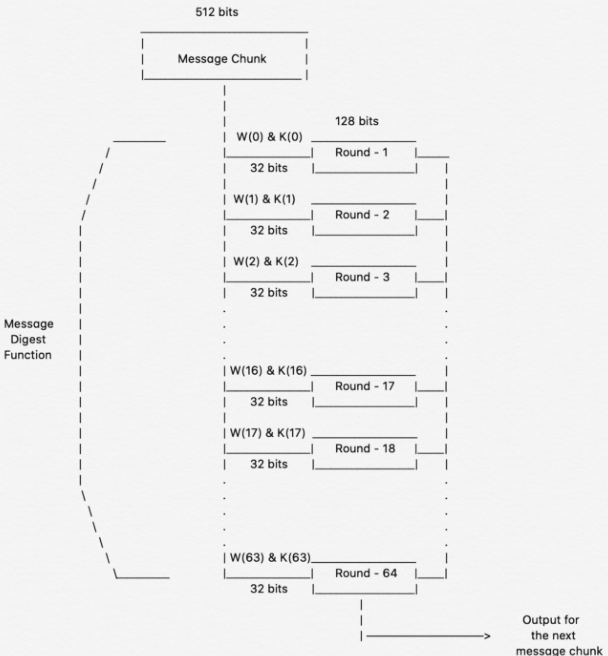 512 bits
Message Chunk
128 bits
W(0) & K(0)
Round - 1
32 bits
W(1) & K(1)
Round - 2
32 bits
W(2) & K(2)
Round - 3
32 bits
Message
Digest
Function
W(16) & K(16)
Round - 17
32 bits
W(17) & K(17)
Round - 18
32 bits
W(63) & K(63)
Round - 64
32 bits
Output for
the next
message chunk